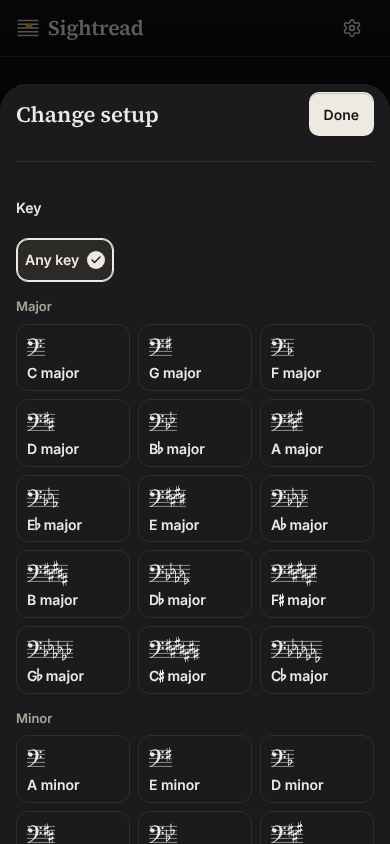 Sightread
Change setup
Done
Key
Any key
Major
C major
G major
F major
D major
B♭ major
A major
E♭ major
E major
A♭ major
B major
D♭ major
F♯ major
G♭ major
C♯ major
C♭ major
Minor
A minor
E minor
D minor